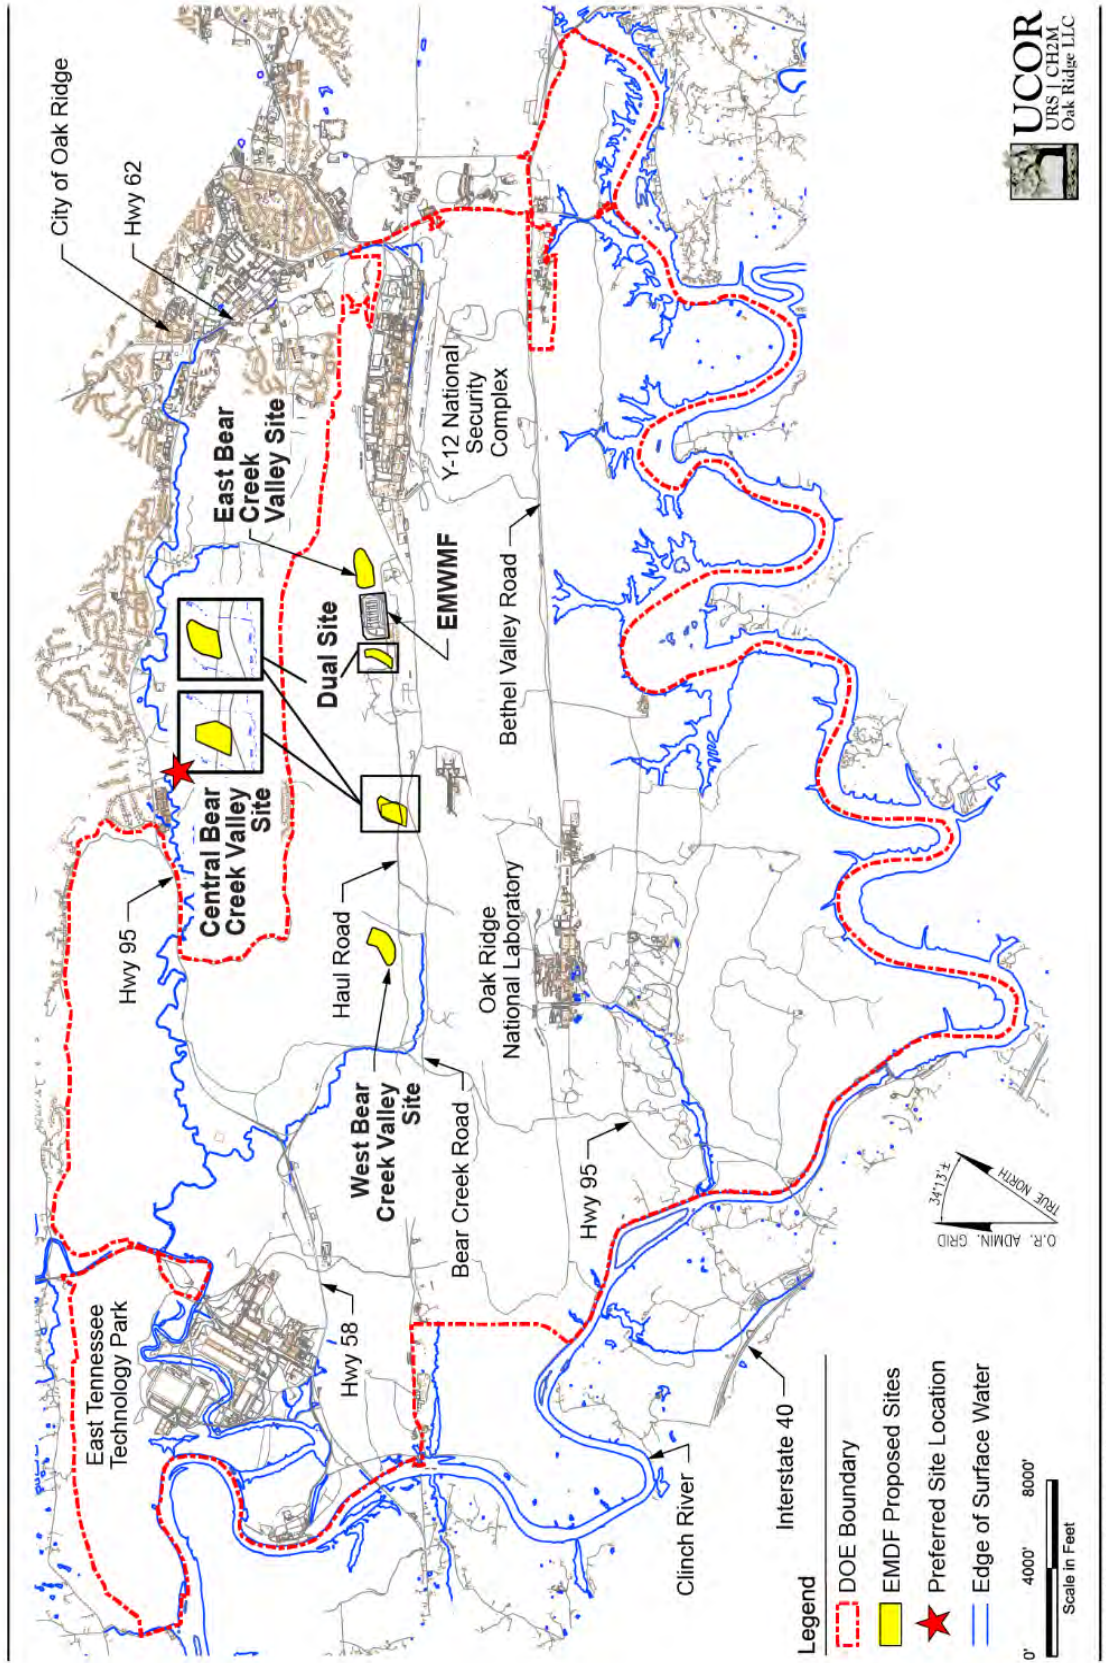 City of Oak Ridge
Hwy 62
East Bear
Creek
Valley Site
Y-12 National
Security
Complex
EMWMF
Dual Site
Bethel Valley Road
Central Bear
Creek Valley
Site
Hwy 95
Haul Road
Oak Ridge
National Laboratory
West Bear
Creek Valley
Site
Bear Creek Road
Hwy 95
East Tennessee
Technology Park
Hwy 58
Interstate 40
Clinch River
34°13'±
TRUE NORTH
O.R. ADMIN. GRID
Legend
DOE Boundary
EMDF Proposed Sites
Preferred Site Location
Edge of Surface Water
0' 4000' 8000'
Scale in Feet
UCOR
URS | CH2M
Oak Ridge LLC